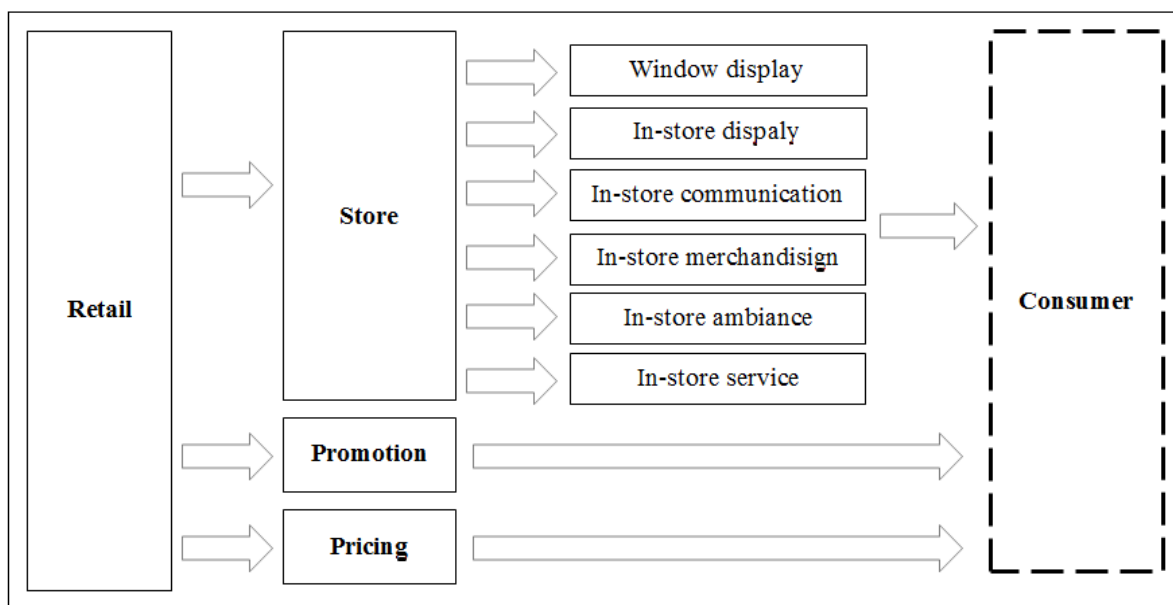 Retail
Store
Window display
In-store dispaly
In-store communication
In-store merchandisign
In-store ambiance
In-store service
Promotion
Pricing
Consumer